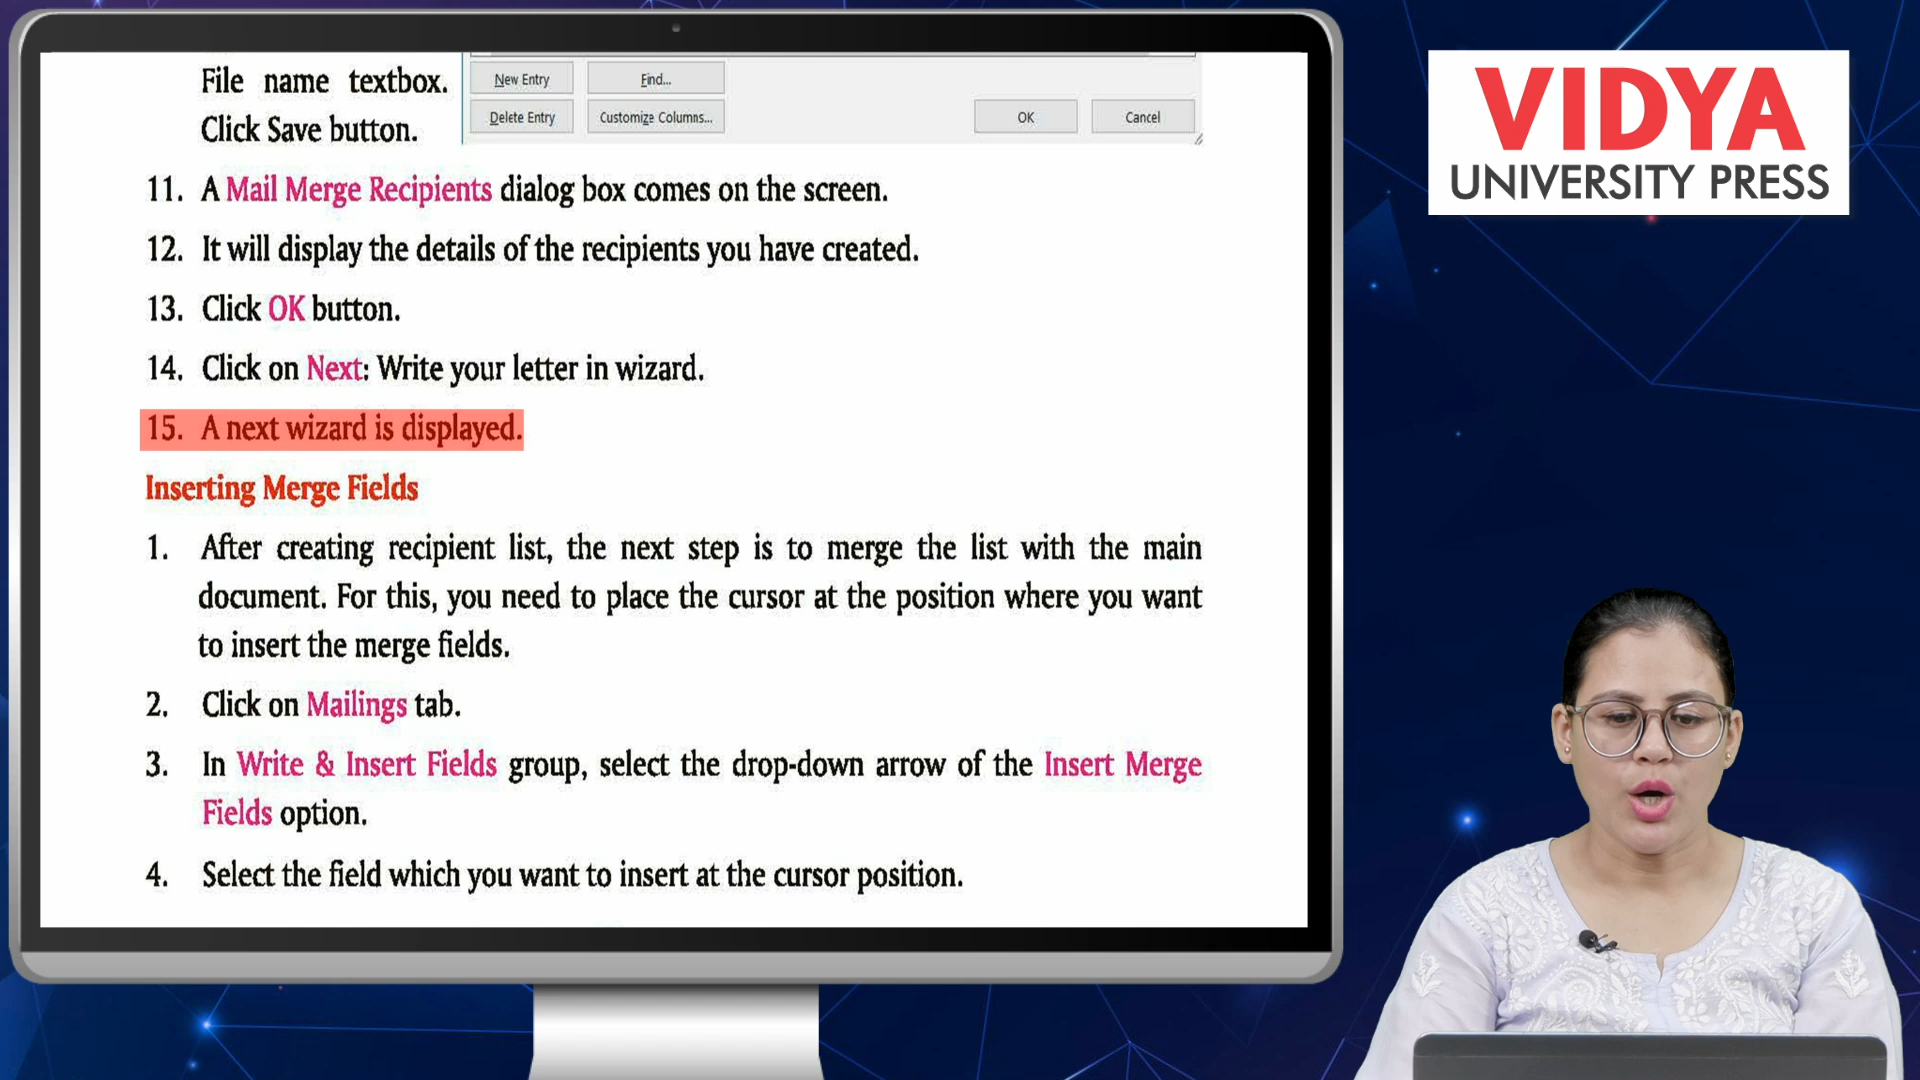 File name textbox.
Click Save button.
New Entry
Find...
Delete Entry
Customize Columns...
OK
Cancel
11. A Mail Merge Recipients dialog box comes on the screen.
12. It will display the details of the recipients you have created.
13. Click OK button.
14. Click on Next: Write your letter in wizard.
15. A next wizard is displayed.
Inserting Merge Fields
1. After creating recipient list, the next step is to merge the list with the main
document. For this, you need to place the cursor at the position where you want
to insert the merge fields.
2. Click on Mailings tab.
3. In Write & Insert Fields group, select the drop-down arrow of the Insert Merge
Fields option.
4. Select the field which you want to insert at the cursor position.
VIDYA
UNIVERSITY PRESS